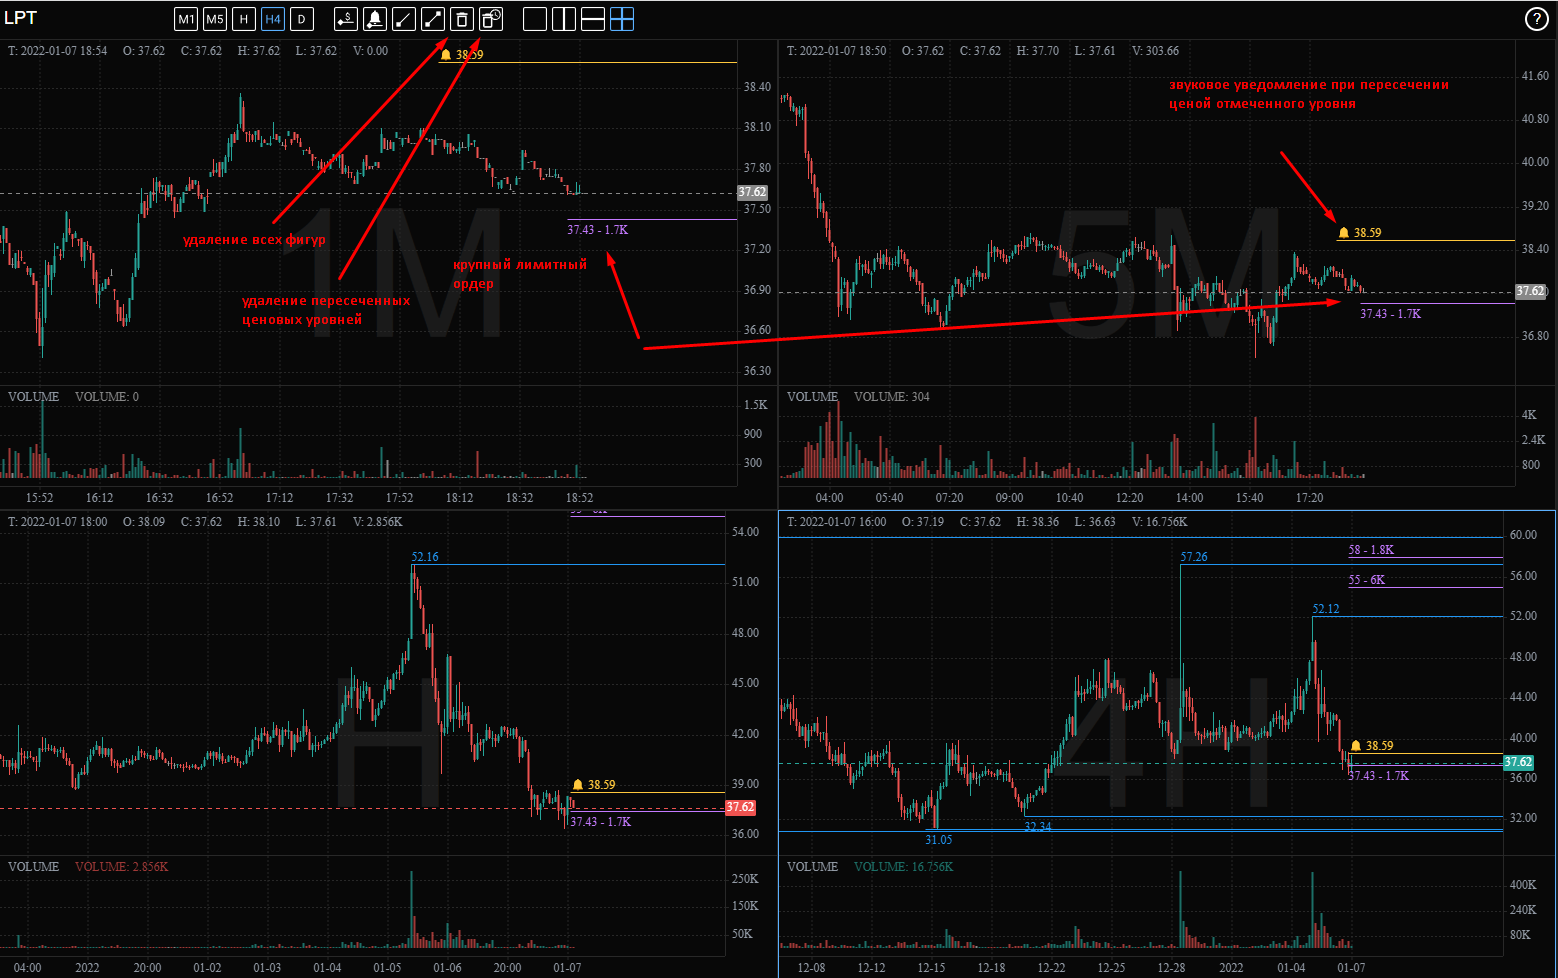 LPT
M1 M5 H H4 D
?
T: 2022-01-07 18:54 O: 37.62 C: 37.62 H: 37.62 L: 37.62 V: 0.00
38.59
38.40
38.10
37.80
37.62
37.50
37.20
36.90
36.60
36.30
1M
37.43 - 1.7K
удаление всех фигур
крупный лимитный
ордер
удаление пересеченных
ценовых уровней
VOLUME VOLUME: 0
1.5K
900
300
15:52 16:12 16:32 16:52 17:12 17:32 17:52 18:12 18:32 18:52
T: 2022-01-07 18:50 O: 37.62 C: 37.62 H: 37.70 L: 37.61 V: 303.66
звуковое уведомление при пересечении
ценой отмеченного уровня
41.60
40.80
40.00
39.20
38.40
37.62
36.80
5M
38.59
37.43 - 1.7K
VOLUME VOLUME: 304
4K
2.4K
800
04:00 05:40 07:20 09:00 10:40 12:20 14:00 15:40 17:20
T: 2022-01-07 18:00 O: 38.09 C: 37.62 H: 38.10 L: 37.61 V: 2.856K
54.00
51.00
48.00
45.00
42.00
39.00
37.62
36.00
H
52.16
38.59
37.43 - 1.7K
VOLUME VOLUME: 2.856K
250K
150K
50K
04:00 2022 20:00 01-02 01-03 01-04 01-05 01-06 20:00 01-07
T: 2022-01-07 16:00 O: 37.19 C: 37.62 H: 38.36 L: 36.63 V: 16.756K
60.00
56.00
52.00
48.00
44.00
40.00
37.62
36.00
32.00
4H
58 - 1.8K
57.26
55 - 6K
52.12
38.59
37.43 - 1.7K
32.34
31.05
VOLUME VOLUME: 16.756K
400K
240K
80K
12-08 12-12 12-15 12-18 12-22 12-25 12-28 2022 01-04 01-07